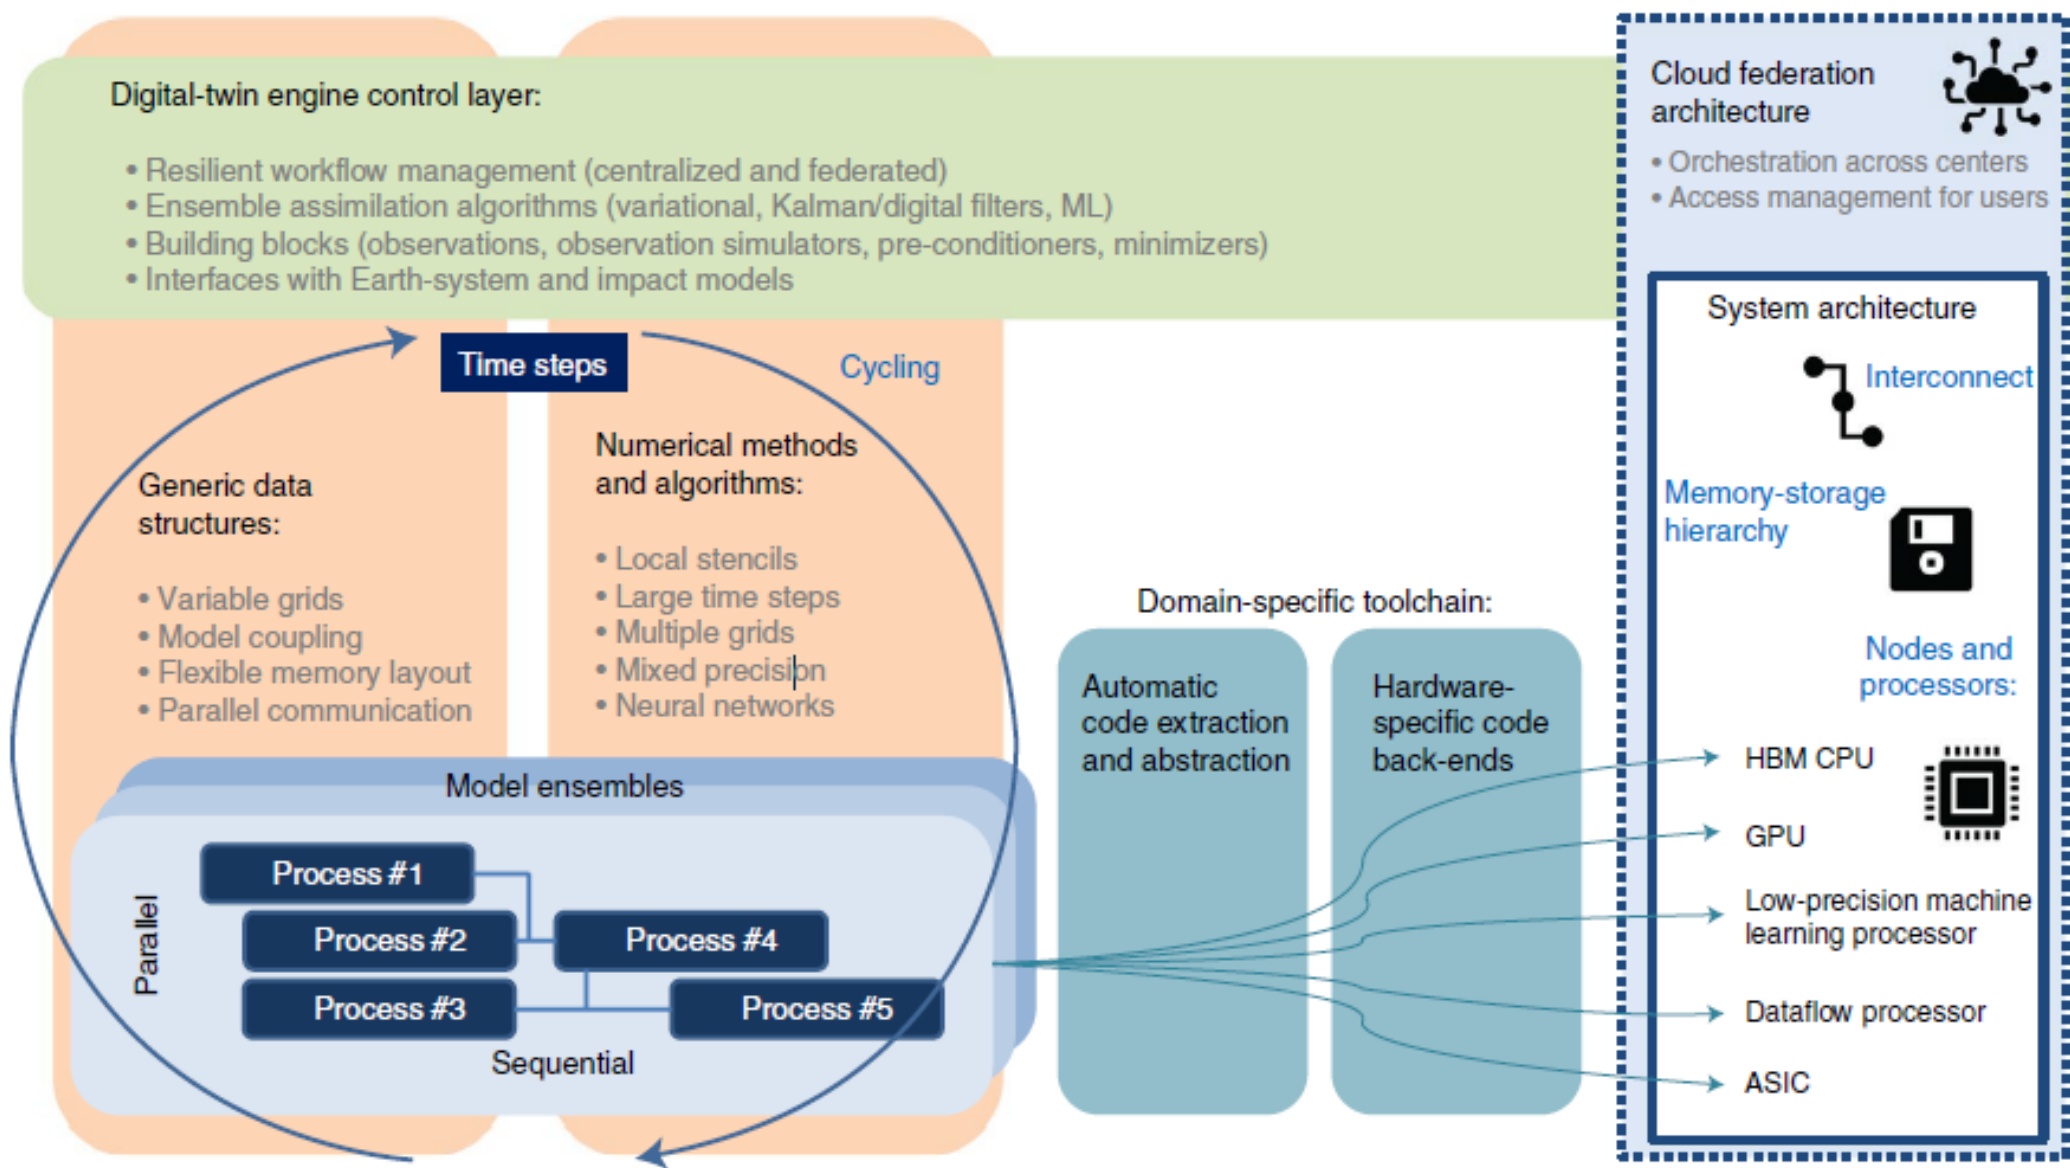 Digital-twin engine control layer:
• Resilient workflow management (centralized and federated)
• Ensemble assimilation algorithms (variational, Kalman/digital filters, ML)
• Building blocks (observations, observation simulators, pre-conditioners, minimizers)
• Interfaces with Earth-system and impact models
Time steps
Cycling
Generic data
structures:
• Variable grids
• Model coupling
• Flexible memory layout
• Parallel communication
Numerical methods
and algorithms:
• Local stencils
• Large time steps
• Multiple grids
• Mixed precision
• Neural networks
Model ensembles
Parallel
Process #1
Process #2
Process #3
Process #4
Process #5
Sequential
Domain-specific toolchain:
Automatic
code extraction
and abstraction
Hardware-
specific code
back-ends
Cloud federation
architecture
• Orchestration across centers
• Access management for users
System architecture
Interconnect
Memory-storage
hierarchy
Nodes and
processors:
HBM CPU
GPU
Low-precision machine
learning processor
Dataflow processor
ASIC